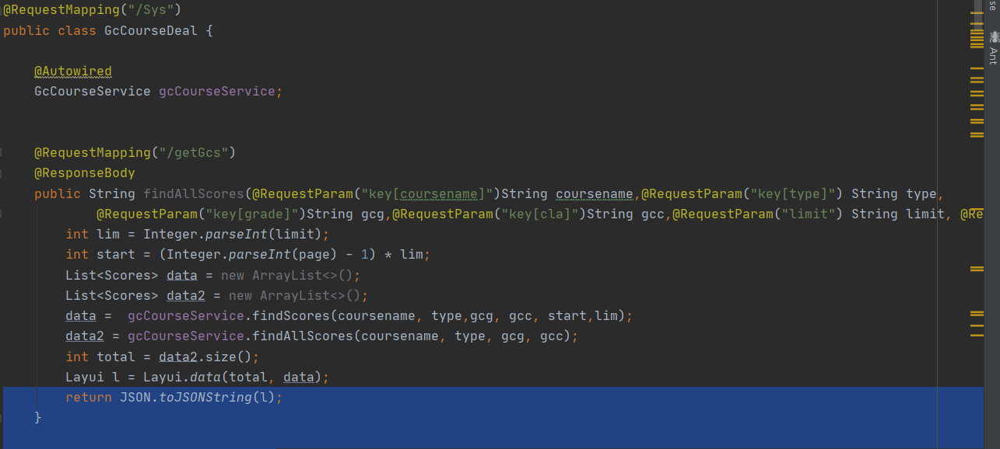 @RequestMapping("/Sys")
public class GcCourseDeal {
@Autowired
GcCourseService gcCourseService;
@RequestMapping("/getGcs")
@ResponseBody
public String findAllScores(@RequestParam("key[coursename]")String coursename,@RequestParam("key[type]") String type,
@RequestParam("key[grade]")String gcg,@RequestParam("key[cla]")String gcc,@RequestParam("limit") String limit, @Re
int lim = Integer.parseInt(limit);
int start = (Integer.parseInt(page) - 1) * lim;
List<Scores> data = new ArrayList<>();
List<Scores> data2 = new ArrayList<>();
data =  gcCourseService.findScores(coursename, type,gcg, gcc, start,lim);
data2 = gcCourseService.findAllScores(coursename, type, gcg, gcc);
int total = data2.size();
Layui l = Layui.data(total, data);
return JSON.toJSONString(l);
}
se
Ant